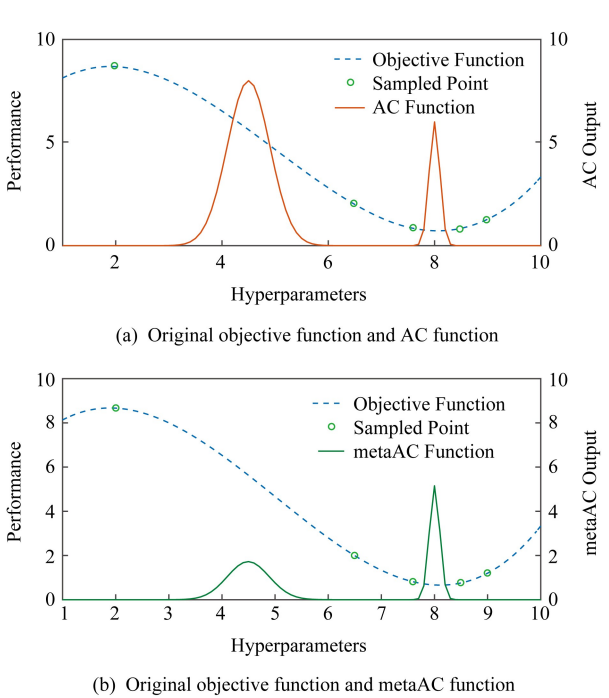 10
10
Objective Function
Sampled Point
AC Function
Performance
5
5
AC Output
0
0
2
4
6
8
10
Hyperparameters
(a) Original objective function and AC function
10
10
Objective Function
Sampled Point
metaAC Function
8
8
6
6
Performance
metaAC Output
4
4
2
2
0
0
1
2
3
4
5
6
7
8
9
10
Hyperparameters
(b) Original objective function and metaAC function